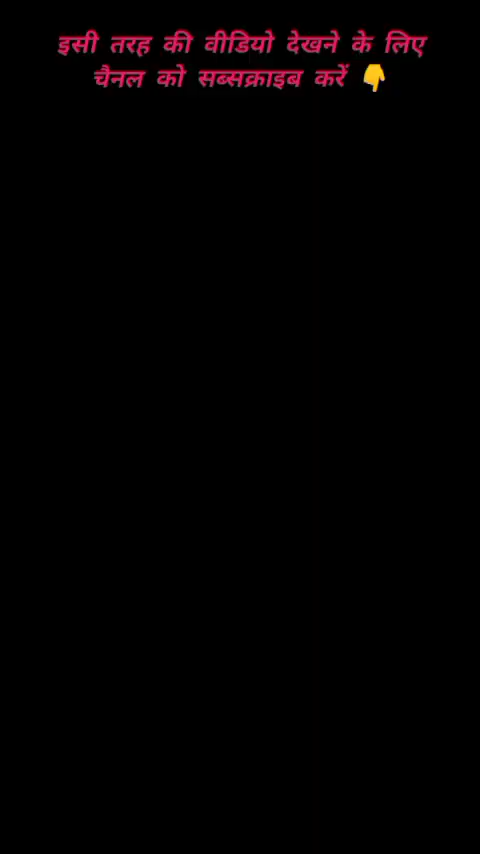 इसी तरह की वीडियो देखने के लिए
चैनल को सब्सक्राइब करें 👇